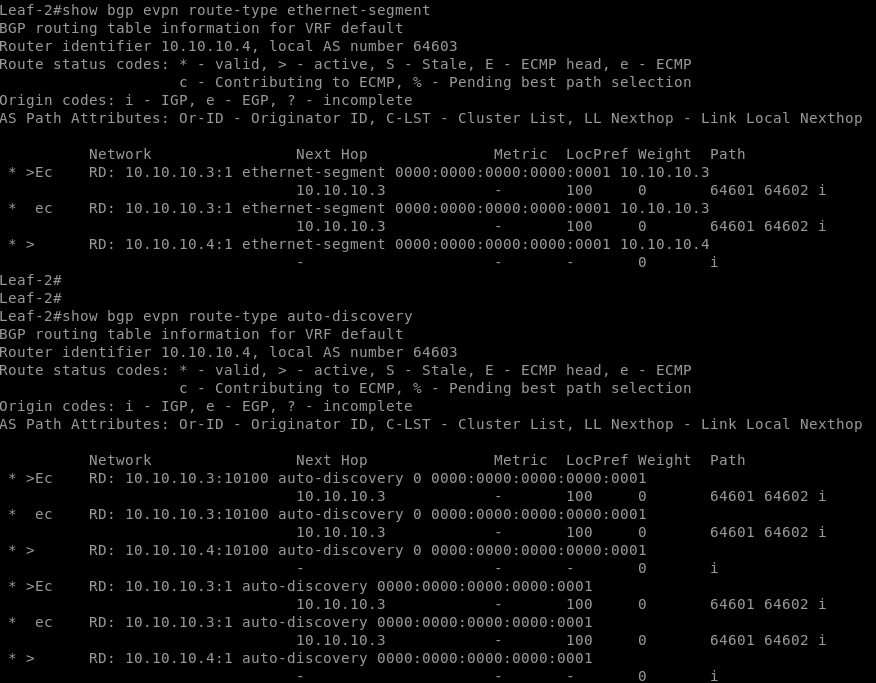 Leaf-2#show bgp evpn route-type ethernet-segment
BGP routing table information for VRF default
Router identifier 10.10.10.4, local AS number 64603
Route status codes: * - valid, > - active, S - Stale, E - ECMP head, e - ECMP
                    c - Contributing to ECMP, % - Pending best path selection
Origin codes: i - IGP, e - EGP, ? - incomplete
AS Path Attributes: Or-ID - Originator ID, C-LST - Cluster List, LL Nexthop - Link Local Nexthop

          Network                Next Hop              Metric  LocPref Weight  Path
 * >Ec    RD: 10.10.10.3:1 ethernet-segment 0000:0000:0000:0000:0001 10.10.10.3
                                 10.10.10.3            -       100     0       64601 64602 i
 *  ec    RD: 10.10.10.3:1 ethernet-segment 0000:0000:0000:0000:0001 10.10.10.3
                                 10.10.10.3            -       100     0       64601 64602 i
 * >      RD: 10.10.10.4:1 ethernet-segment 0000:0000:0000:0000:0001 10.10.10.4
                                 -                     -       -       0       i
Leaf-2#
Leaf-2#
Leaf-2#show bgp evpn route-type auto-discovery
BGP routing table information for VRF default
Router identifier 10.10.10.4, local AS number 64603
Route status codes: * - valid, > - active, S - Stale, E - ECMP head, e - ECMP
                    c - Contributing to ECMP, % - Pending best path selection
Origin codes: i - IGP, e - EGP, ? - incomplete
AS Path Attributes: Or-ID - Originator ID, C-LST - Cluster List, LL Nexthop - Link Local Nexthop

          Network                Next Hop              Metric  LocPref Weight  Path
 * >Ec    RD: 10.10.10.3:10100 auto-discovery 0 0000:0000:0000:0000:0001
                                 10.10.10.3            -       100     0       64601 64602 i
 *  ec    RD: 10.10.10.3:10100 auto-discovery 0 0000:0000:0000:0000:0001
                                 10.10.10.3            -       100     0       64601 64602 i
 * >      RD: 10.10.10.4:10100 auto-discovery 0 0000:0000:0000:0000:0001
                                 -                     -       -       0       i
 * >Ec    RD: 10.10.10.3:1 auto-discovery 0000:0000:0000:0000:0001
                                 10.10.10.3            -       100     0       64601 64602 i
 *  ec    RD: 10.10.10.3:1 auto-discovery 0000:0000:0000:0000:0001
                                 10.10.10.3            -       100     0       64601 64602 i
 * >      RD: 10.10.10.4:1 auto-discovery 0000:0000:0000:0000:0001
                                 -                     -       -       0       i